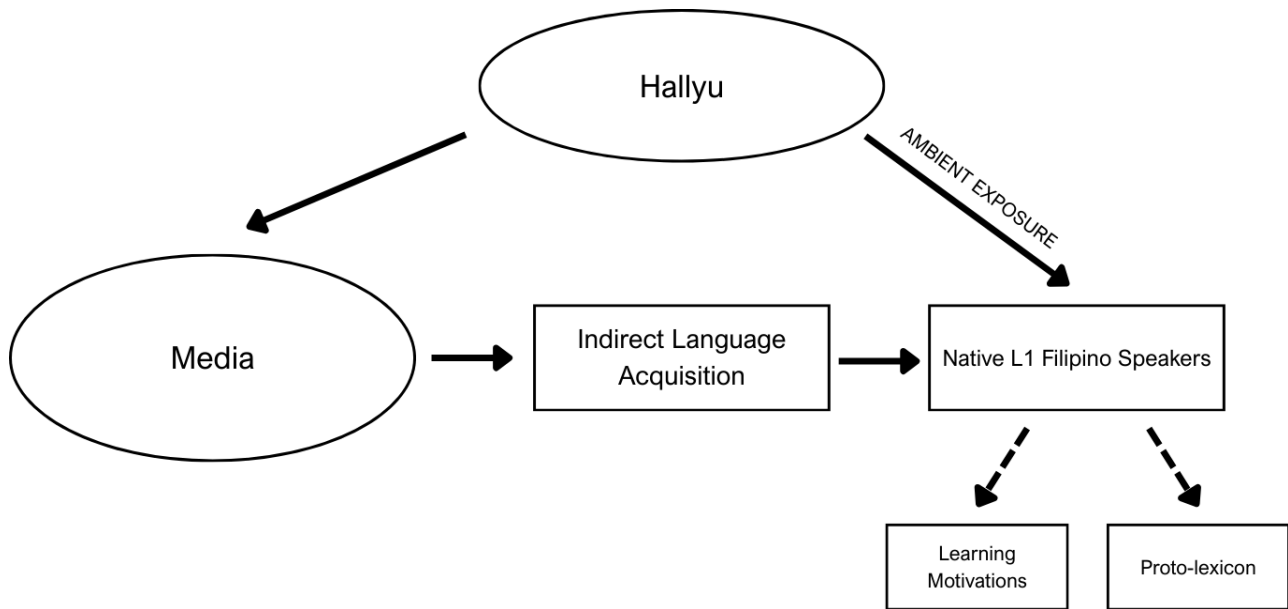 Hallyu
AMBIENT EXPOSURE
Media
Indirect Language
Acquisition
Native L1 Filipino Speakers
Learning
Motivations
Proto-lexicon